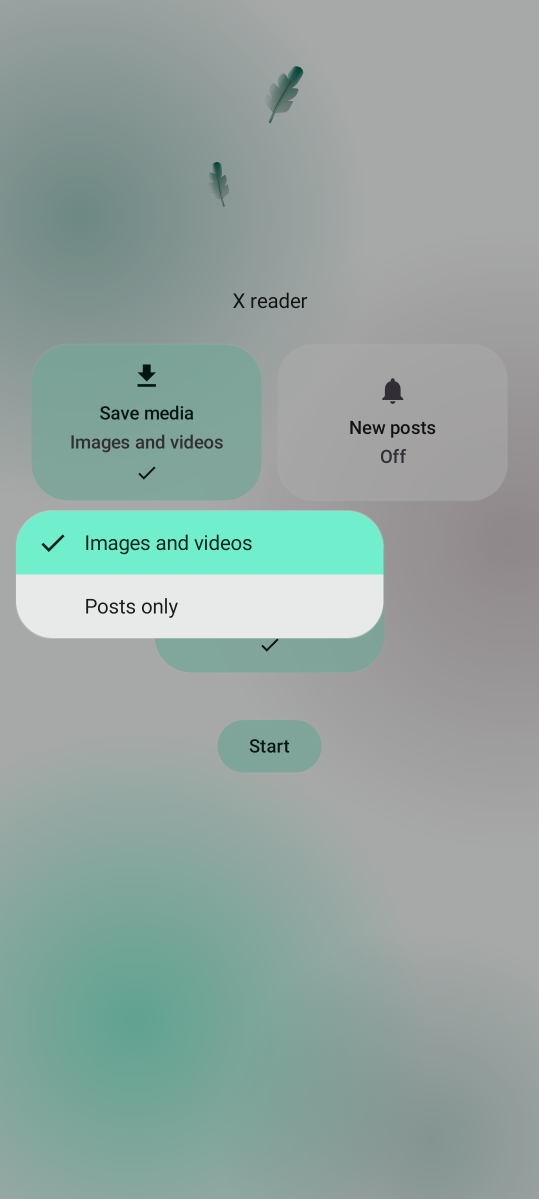 X reader
Save media
Images and videos
New posts
Off
Images and videos
Posts only
Start